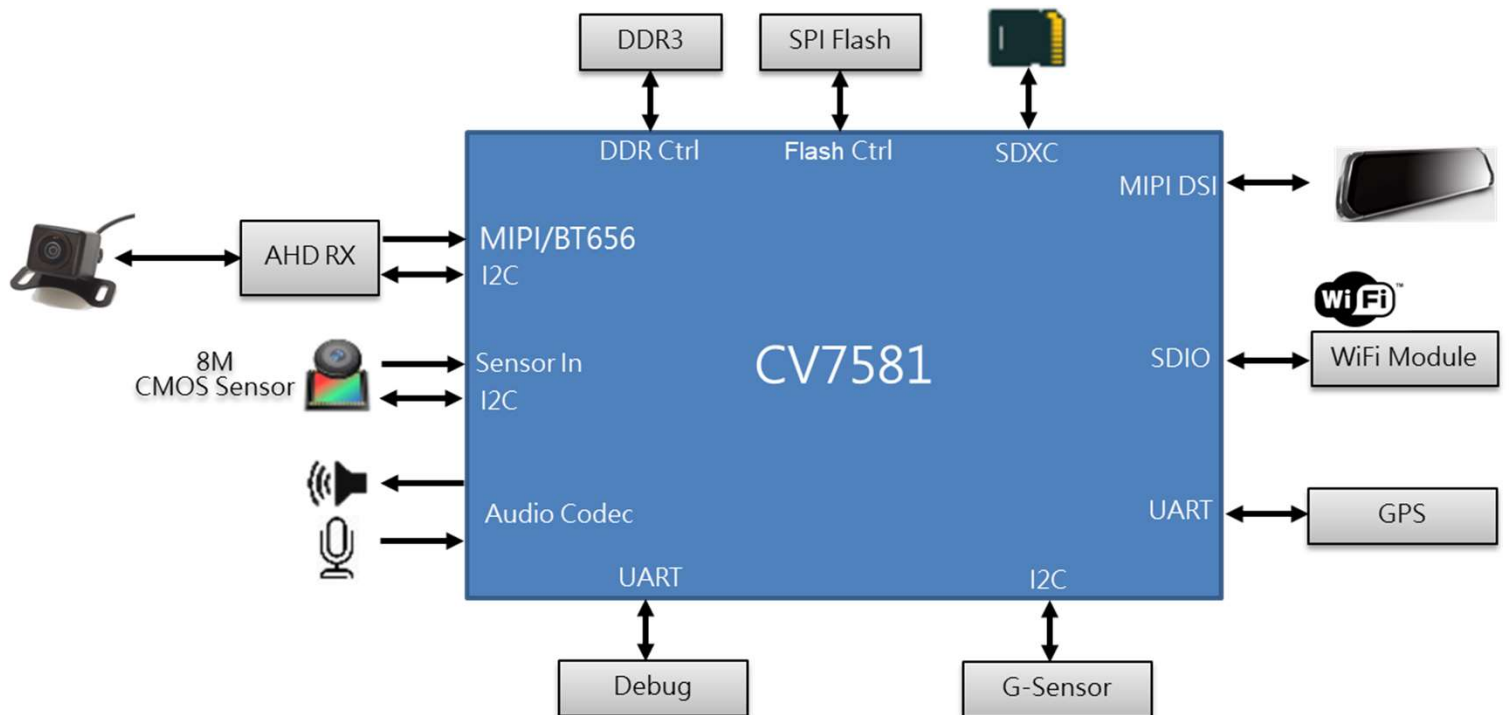 DDR3
SPI Flash
DDR Ctrl
Flash Ctrl
SDXC
MIPI DSI
AHD RX
MIPI/BT656
I2C
WiFi™
8M
CMOS Sensor
Sensor In
I2C
CV7581
SDIO
WiFi Module
Audio Codec
UART
GPS
UART
I2C
Debug
G-Sensor